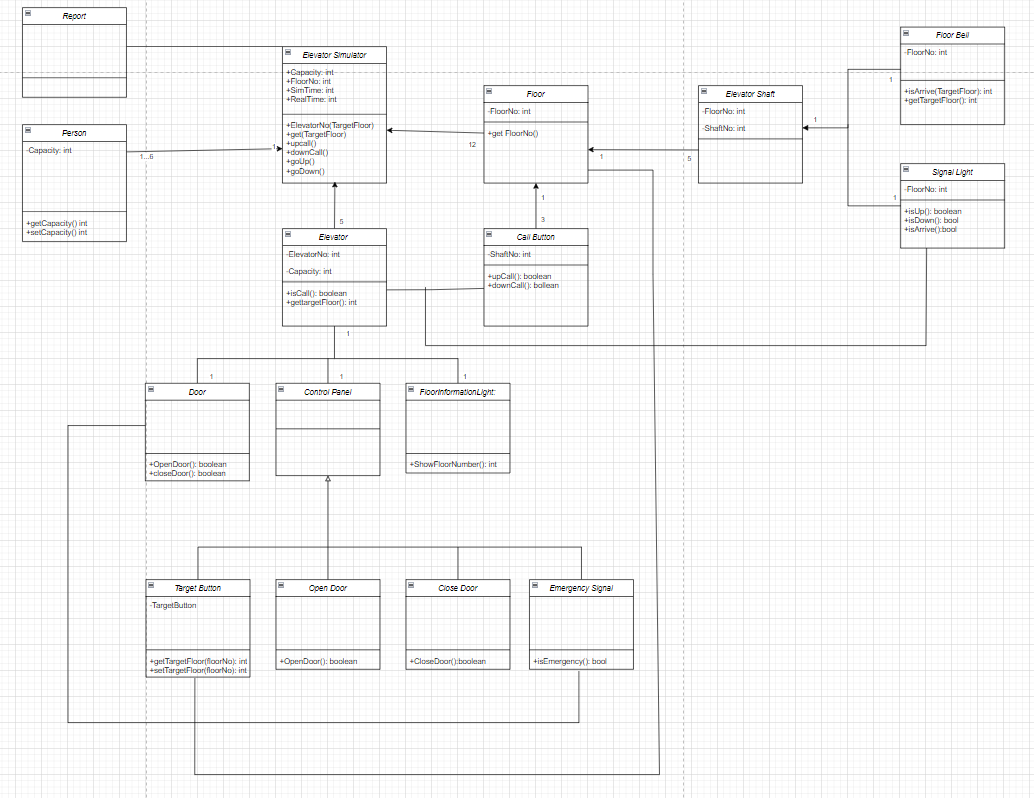 Report
Elevator Simulator
+Capacity: int
+FloorNo: int
+SimTime: int
+RealTime: int
+ElevatorNo(TargetFloor)
+get(TargetFloor)
+upcall()
+downCall()
+goUp()
+goDown()
Person
-Capacity: int
+getCapacity() int
+setCapacity() int
1...6
1
Floor
-FloorNo: int
+get FloorNo()
12
1
Elevator Shaft
-FloorNo: int
-ShaftNo: int
5
1
Floor Bell
-FloorNo: int
+isArrive(TargetFloor): int
+getTargetFloor(): int
1
Signal Light
-FloorNo: int
+isUp(): boolean
+isDown(): bool
+isArrive():bool
1
5
Elevator
-ElevatorNo: int
-Capacity: int
+isCall(): boolean
+gettargetFloor(): int
1
1
3
Call Button
-ShaftNo: int
+upCall(): boolean
+downCall(): bollean
1
Door
+OpenDoor(): boolean
+closeDoor(): boolean
1
Control Panel
1
FloorInformationLight:
+ShowFloorNumber(): int
Target Button
-TargetButton
+getTargetFloor(floorNo): int
+setTargetFloor(floorNo): int
Open Door
+OpenDoor(): boolean
Close Door
+CloseDoor():boolean
Emergency Signal
+isEmergency(): bool